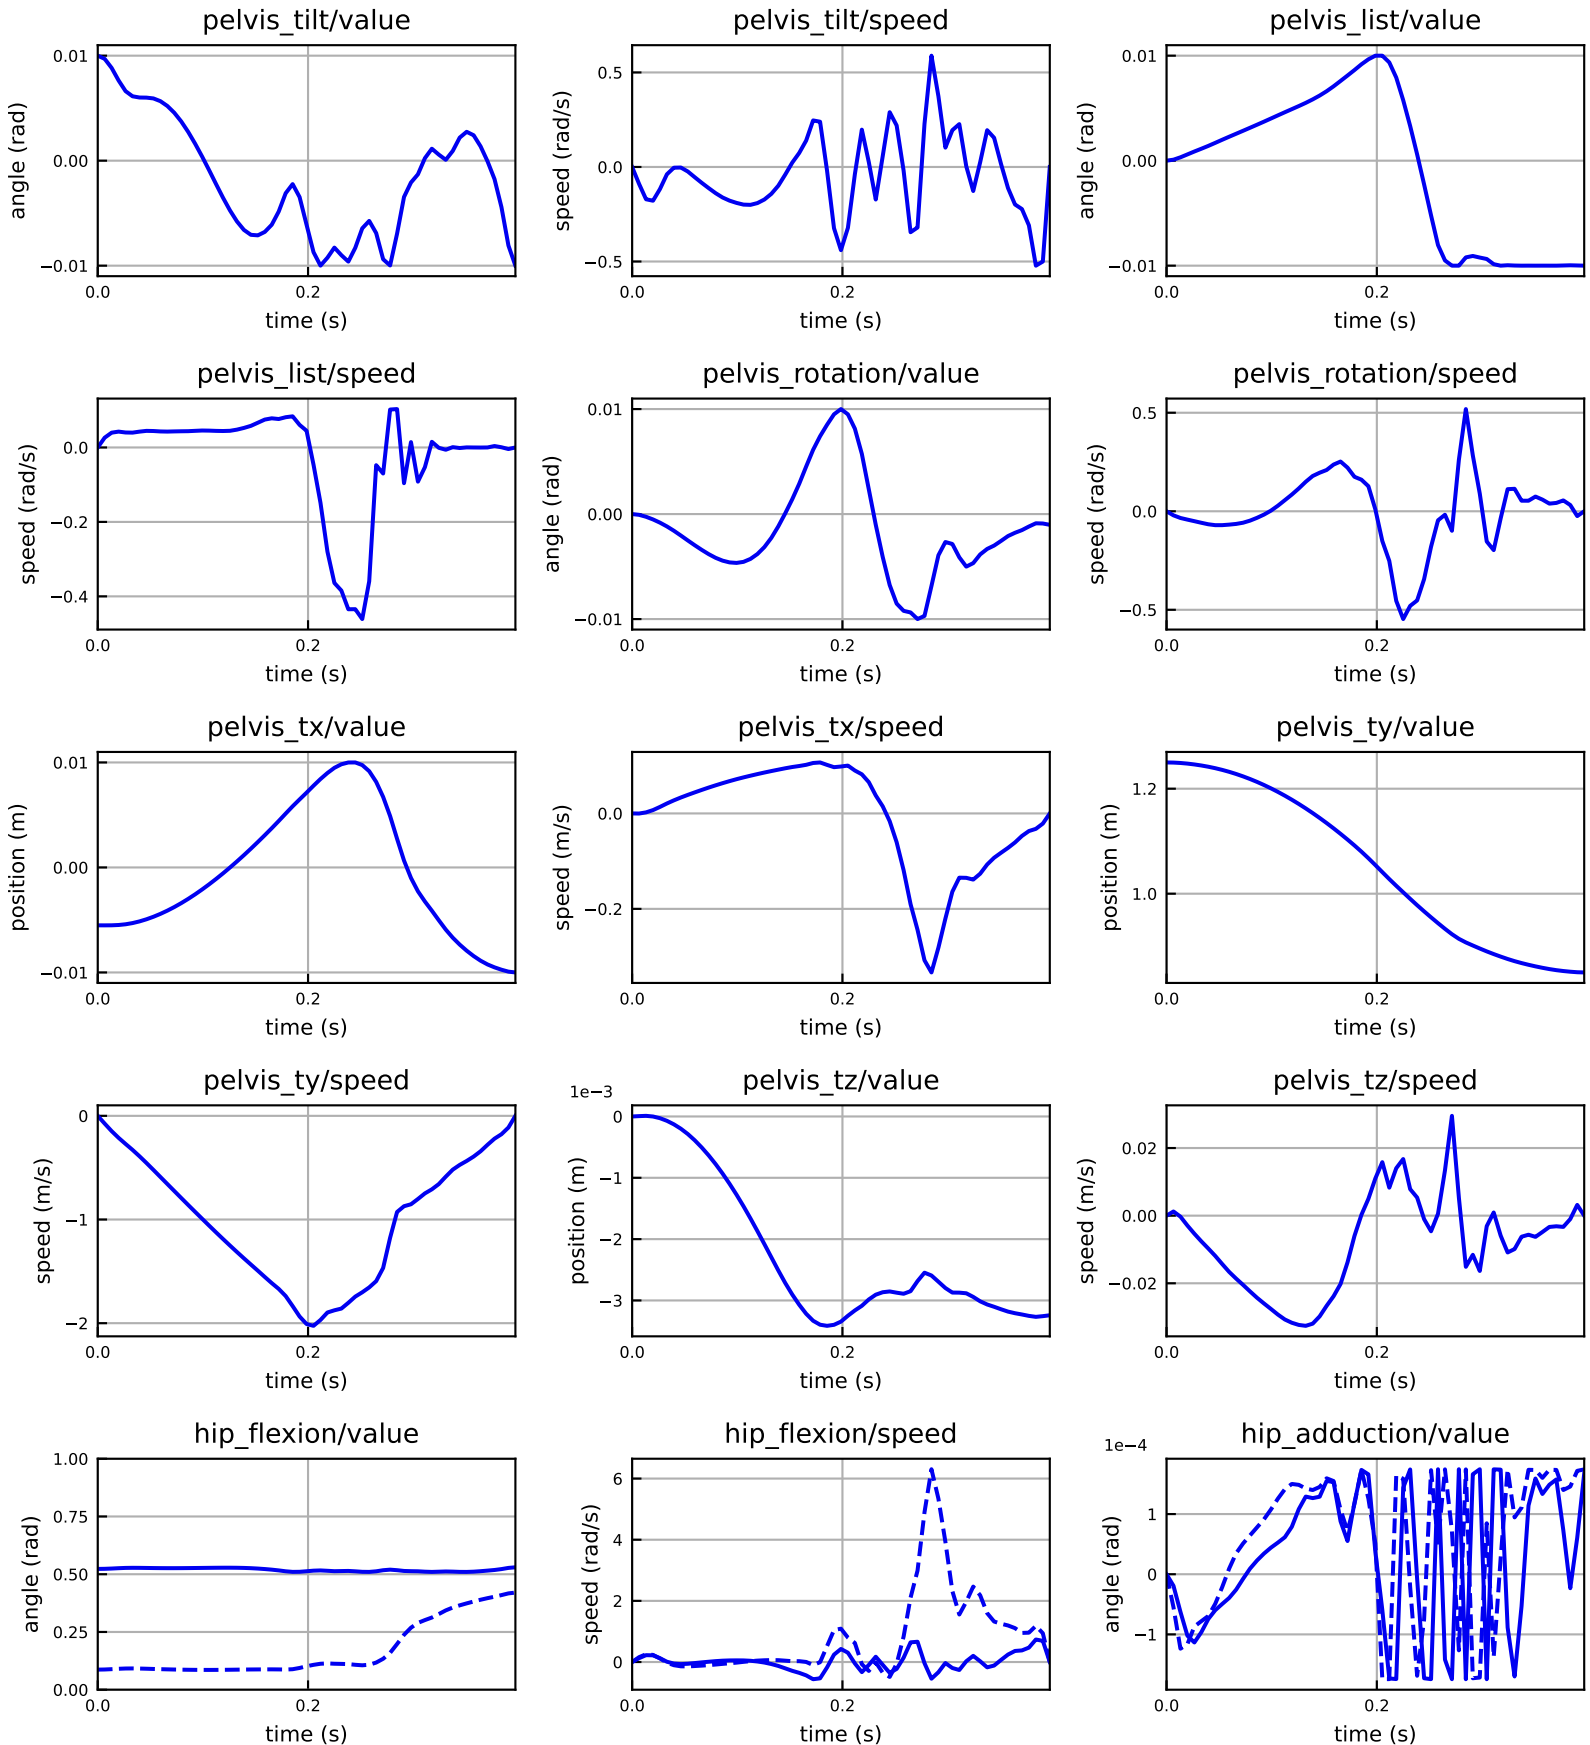 pelvis_tilt/value
pelvis_tilt/speed
pelvis_list/value
0.01
0.00
−0.01
angle (rad)
0.0
0.2
time (s)
0.5
0.0
−0.5
speed (rad/s)
0.0
0.2
time (s)
0.01
0.00
−0.01
angle (rad)
0.0
0.2
time (s)
pelvis_list/speed
pelvis_rotation/value
pelvis_rotation/speed
0.0
−0.2
−0.4
speed (rad/s)
0.0
0.2
time (s)
0.01
0.00
−0.01
angle (rad)
0.0
0.2
time (s)
0.5
0.0
−0.5
speed (rad/s)
0.0
0.2
time (s)
pelvis_tx/value
pelvis_tx/speed
pelvis_ty/value
0.01
0.00
−0.01
position (m)
0.0
0.2
time (s)
0.0
−0.2
speed (m/s)
0.0
0.2
time (s)
1.2
1.0
position (m)
0.0
0.2
time (s)
pelvis_ty/speed
pelvis_tz/value
pelvis_tz/speed
0
−1
−2
speed (m/s)
0.0
0.2
time (s)
1e−3
0
−1
−2
−3
position (m)
0.0
0.2
time (s)
0.02
0.00
−0.02
speed (m/s)
0.0
0.2
time (s)
hip_flexion/value
hip_flexion/speed
hip_adduction/value
1.00
0.75
0.50
0.25
0.00
angle (rad)
0.0
0.2
time (s)
6
4
2
0
speed (rad/s)
0.0
0.2
time (s)
1e−4
1
0
−1
angle (rad)
0.0
0.2
time (s)